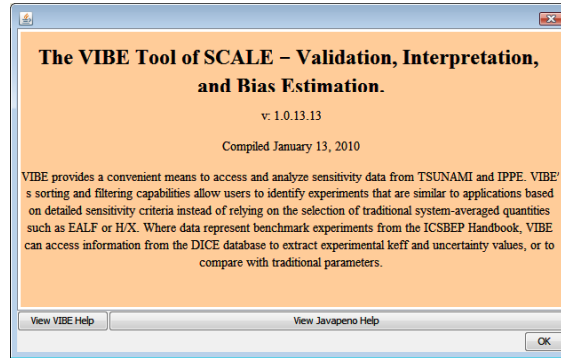 The VIBE Tool of SCALE – Validation, Interpretation,
and Bias Estimation.
v: 1.0.13.13
Compiled January 13, 2010
VIBE provides a convenient means to access and analyze sensitivity data from TSUNAMI and IPPE. VIBE'
s sorting and filtering capabilities allow users to identify experiments that are similar to applications based
on detailed sensitivity criteria instead of relying on the selection of traditional system-averaged quantities
such as EALF or H/X. Where data represent benchmark experiments from the ICSBEP Handbook, VIBE
can access information from the DICE database to extract experimental keff and uncertainty values, or to
compare with traditional parameters.
View VIBE Help
View Javapeno Help
OK